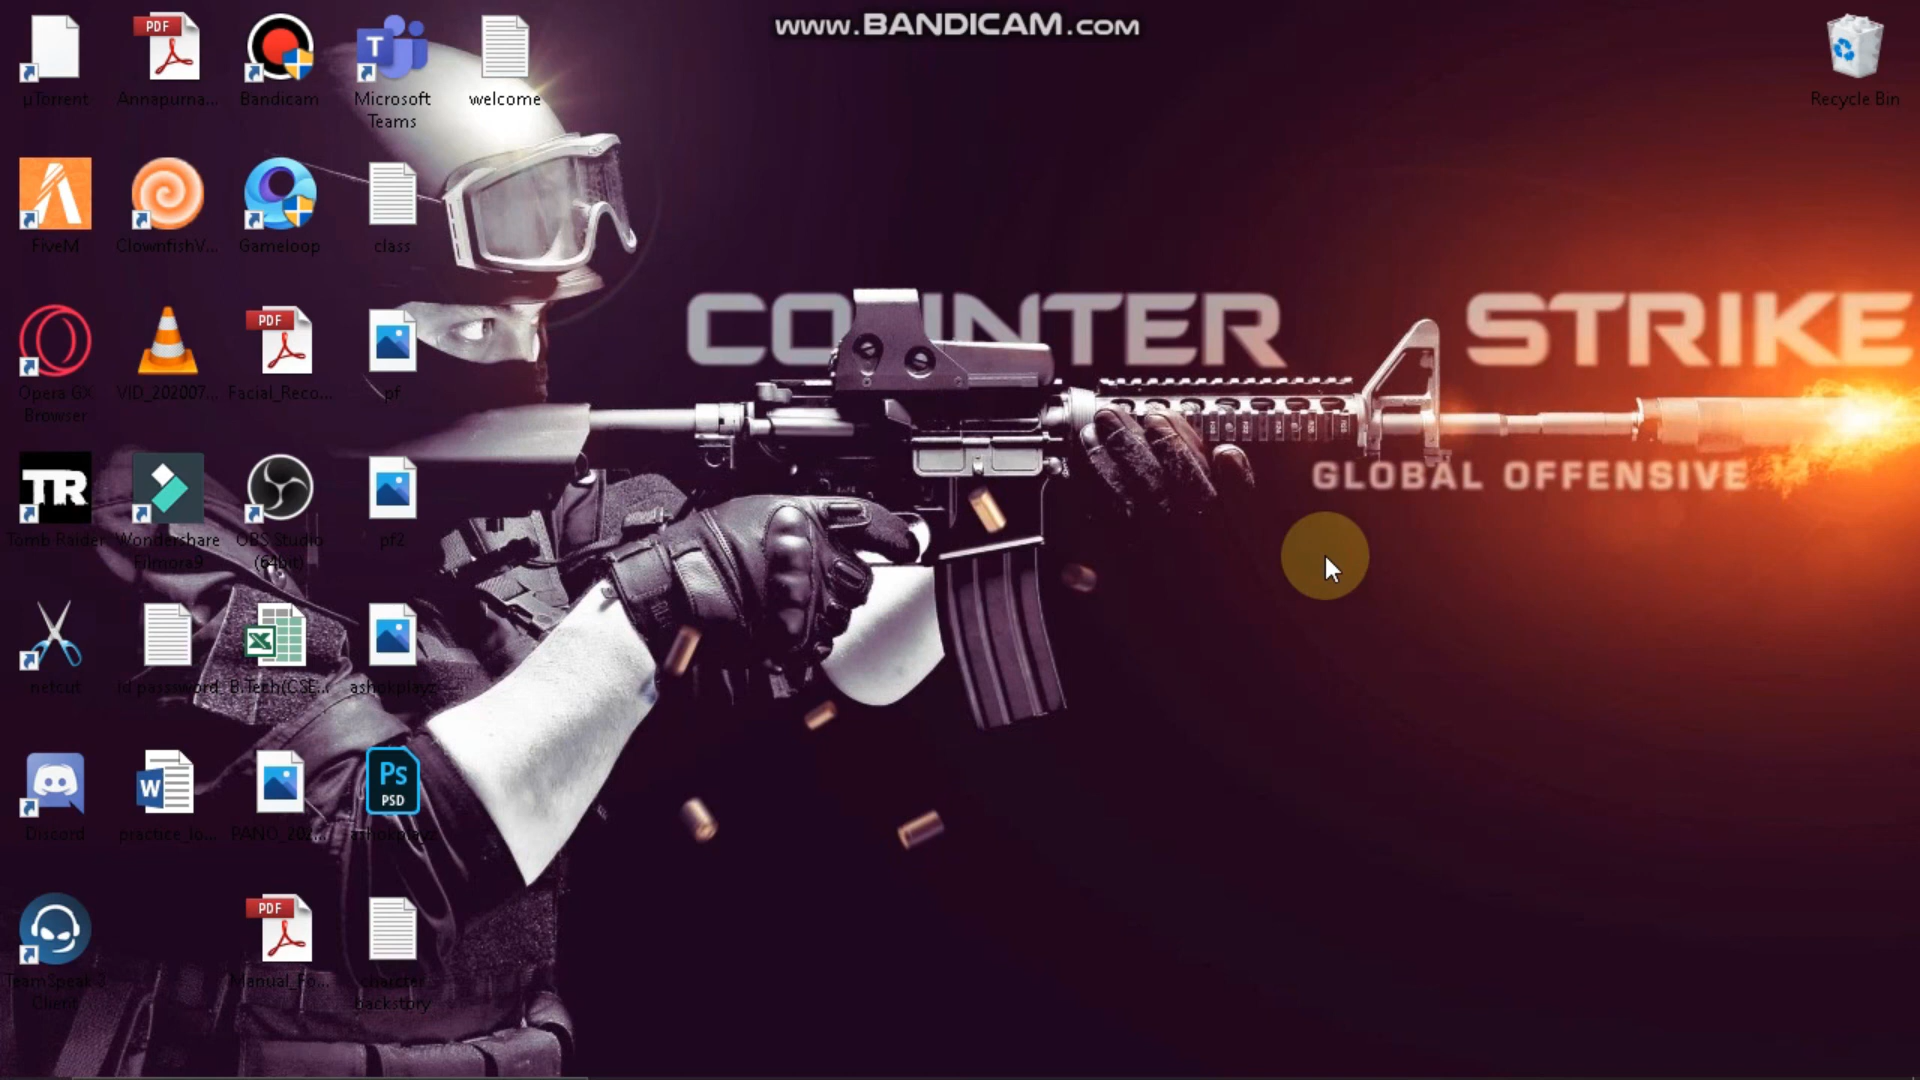 www.BANDICAM.com
µTorrent
Annapurna...
Bandicam
Microsoft
Teams
welcome
Recycle Bin
FiveM
ClownfishV...
Gameloop
class
COUNTER STRIKE
GLOBAL OFFENSIVE
Opera GX
Browser
VID_202007...
Facial_Reco...
pf
Tomb Raider
Wondershare
Filmora9
OBS Studio
(64bit)
pf2
netcut
id password
B.Tech(CSE...
ashokplayz
Discord
practice_lo...
PANO_202...
ashokplayz
TeamSpeak 3
Client
Manual_Fo...
backstory
PDF
T
PDF
TR
X
W
Ps
PSD
PDF